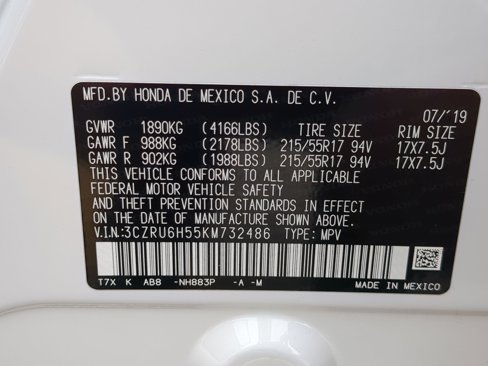 MFD.BY HONDA DE MEXICO S.A. DE C.V.
07/'19
GVWR 1890KG (4166LBS) TIRE SIZE RIM SIZE
GAWR F 988KG (2178LBS) 215/55R17 94V 17X7.5J
GAWR R 902KG (1988LBS) 215/55R17 94V 17X7.5J
THIS VEHICLE CONFORMS TO ALL APPLICABLE
FEDERAL MOTOR VEHICLE SAFETY
AND THEFT PREVENTION STANDARDS IN EFFECT
ON THE DATE OF MANUFACTURE SHOWN ABOVE.
V.I.N:3CZRU6H55KM732486 TYPE: MPV
T7X K AB8 -NH883P -A -M
MADE IN MEXICO